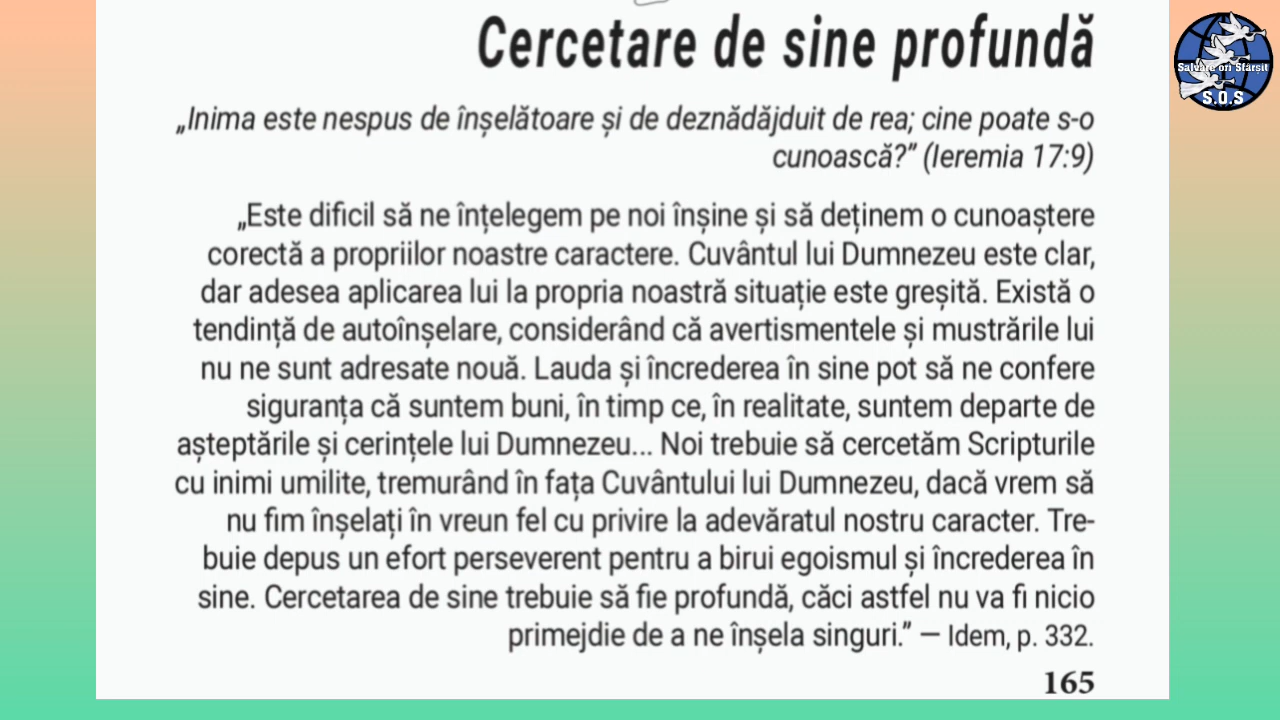 Cercetare de sine profundă
„Inima este nespus de înșelătoare și de deznădăjduit de rea; cine poate s-o
cunoască?” (Ieremia 17:9)
„Este dificil să ne înțelegem pe noi înșine și să deținem o cunoaștere
corectă a propriilor noastre caractere. Cuvântul lui Dumnezeu este clar,
dar adesea aplicarea lui la propria noastră situație este greșită. Există o
tendință de autoînșelare, considerând că avertismentele și mustrările lui
nu ne sunt adresate nouă. Lauda și încrederea în sine pot să ne confere
siguranța că suntem buni, în timp ce, în realitate, suntem departe de
așteptările și cerințele lui Dumnezeu... Noi trebuie să cercetăm Scripturile
cu inimi umilite, tremurând în fața Cuvântului lui Dumnezeu, dacă vrem să
nu fim înșelați în vreun fel cu privire la adevăratul nostru caracter. Tre-
buie depus un efort perseverent pentru a birui egoismul și încrederea în
sine. Cercetarea de sine trebuie să fie profundă, căci astfel nu va fi nicio
primejdie de a ne înșela singuri.” — Idem, p. 332.
165
Salvare ori Sfârșit
S.O.S